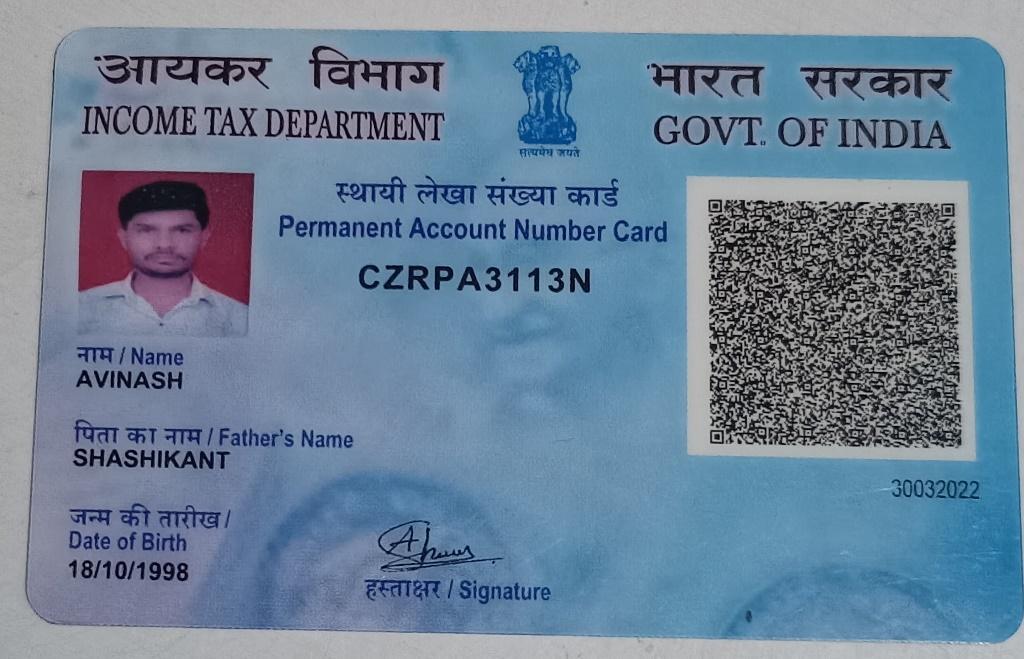 आयकर विभाग
INCOME TAX DEPARTMENT
सत्यमेव जयते
भारत सरकार
GOVT. OF INDIA
स्थायी लेखा संख्या कार्ड
Permanent Account Number Card
CZRPA3113N
नाम / Name
AVINASH
पिता का नाम / Father's Name
SHASHIKANT
जन्म की तारीख /
Date of Birth
18/10/1998
हस्ताक्षर / Signature
30032022